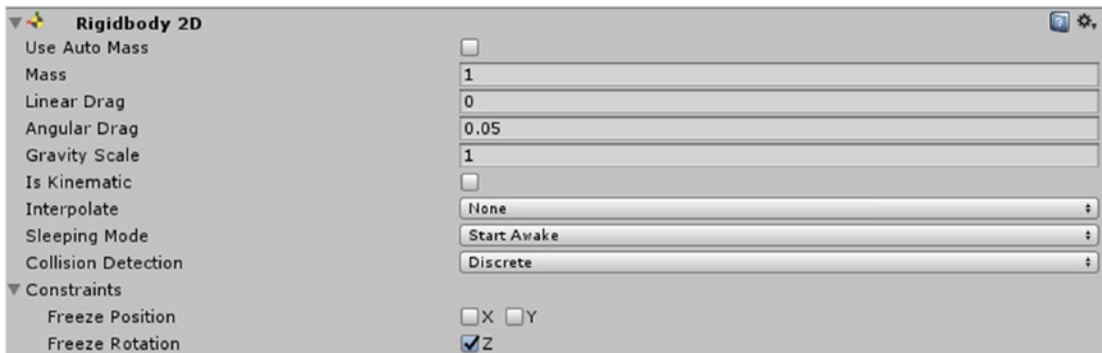 Rigidbody 2D
Use Auto Mass
Mass 1
Linear Drag 0
Angular Drag 0.05
Gravity Scale 1
Is Kinematic
Interpolate None
Sleeping Mode Start Awake
Collision Detection Discrete
Constraints
Freeze Position X Y
Freeze Rotation Z